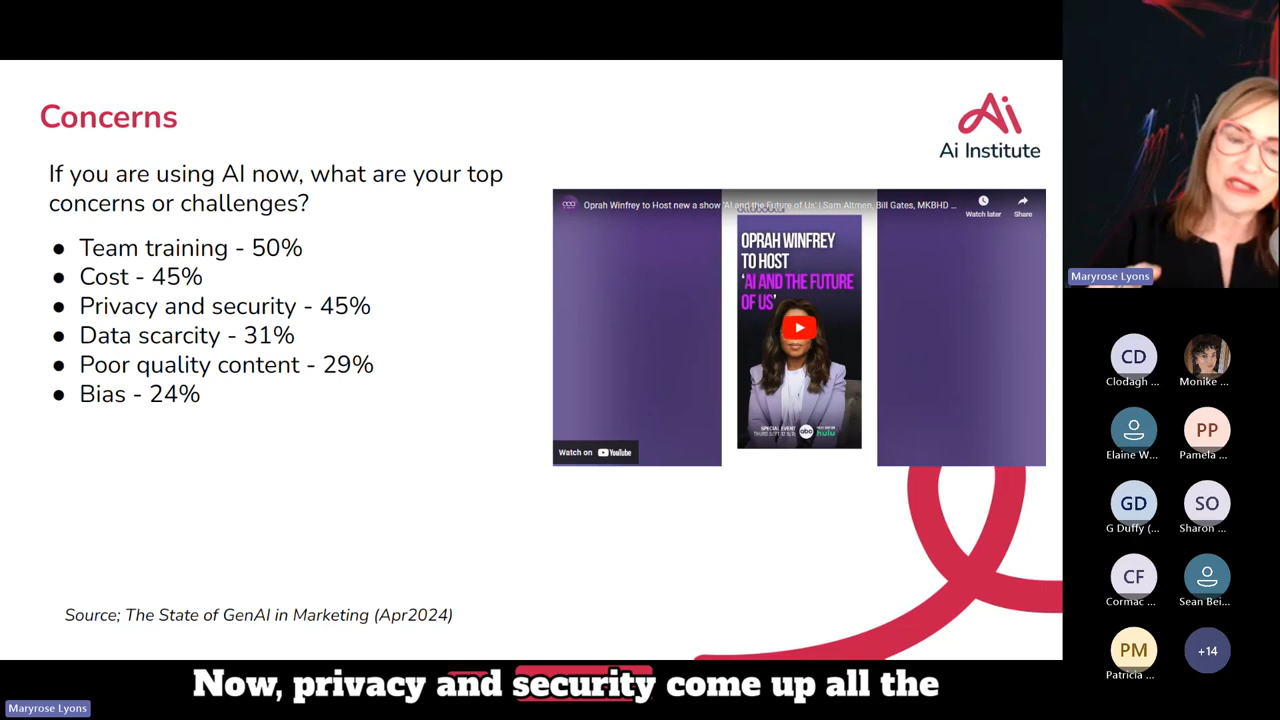 Concerns
Ai
Ai Institute
If you are using AI now, what are your top
concerns or challenges?
● Team training - 50%
● Cost - 45%
● Privacy and security - 45%
● Data scarcity - 31%
● Poor quality content - 29%
● Bias - 24%
Oprah Winfrey to Host new a show 'AI and the Future of Us' | Sam Altmen, Bill Gates, MKBHD ...
Watch later
Share
OPRAH WINFREY
TO HOST
'AI AND THE FUTURE
OF US'
SPECIAL EVENT
abc
hulu
Watch on YouTube
Source; The State of GenAI in Marketing (Apr2024)
Maryrose Lyons
CD
Clodagh ...
Monike ...
Elaine W...
PP
Pamela ...
GD
G Duffy (...
SO
Sharon ...
CF
Cormac ...
Sean Bei...
PM
Patricia ...
+14
Now, privacy and security come up all the
Maryrose Lyons